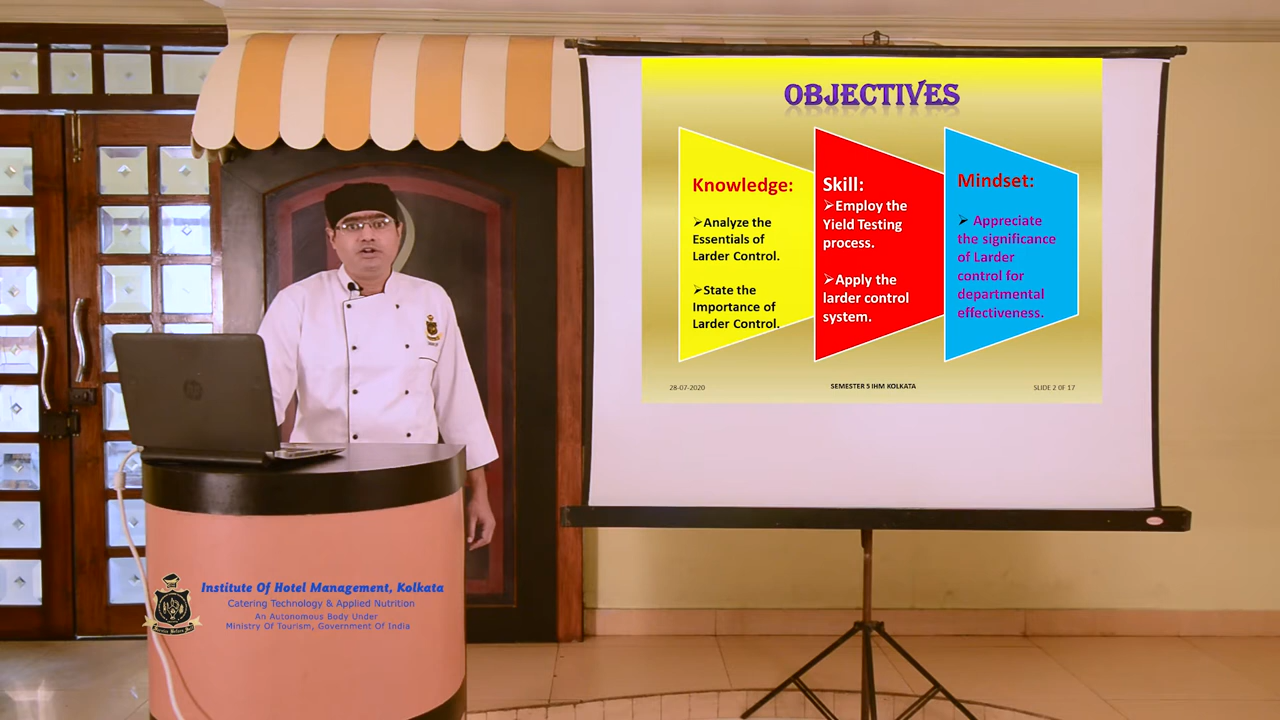 OBJECTIVES
Knowledge:
➢Analyze the
Essentials of
Larder Control.
➢State the
Importance of
Larder Control.
Skill:
➢Employ the
Yield Testing
process.
➢Apply the
larder control
system.
Mindset:
➢ Appreciate
the significance
of Larder
control for
departmental
effectiveness.
28-07-2020
SEMESTER 5 IHM KOLKATA
SLIDE 2 OF 17
Institute Of Hotel Management, Kolkata
Catering Technology & Applied Nutrition
An Autonomous Body Under
Ministry Of Tourism, Government Of India